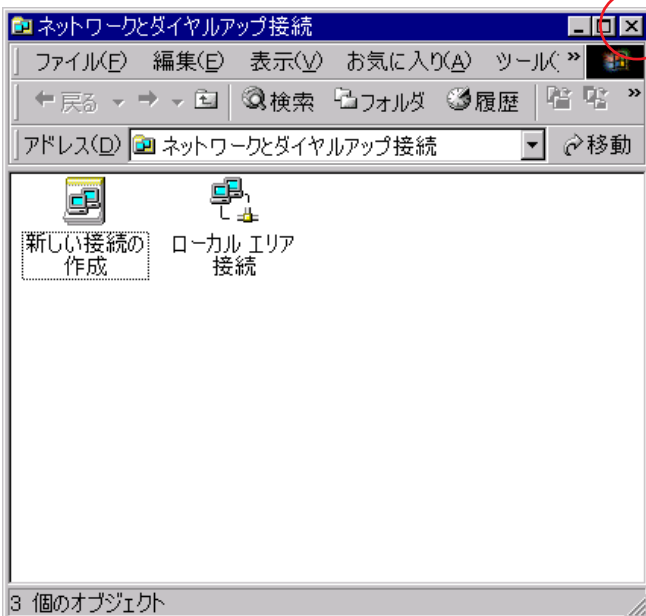 ネットワークとダイヤルアップ接続
ファイル(F) 編集(E) 表示(V) お気に入り(A) ツール( »
戻る 検索 フォルダ 履歴 »
アドレス(D) ネットワークとダイヤルアップ接続 移動
新しい接続の
作成
ローカル エリア
接続
3 個のオブジェクト